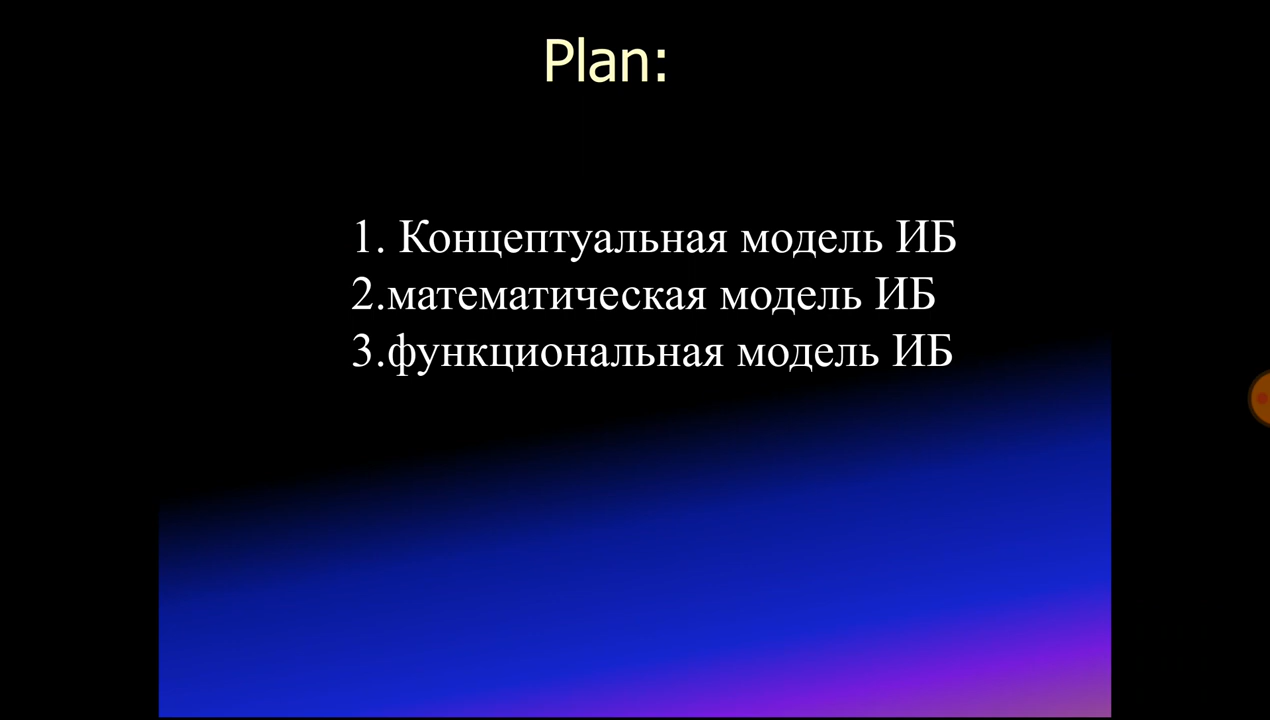 Plan:
1. Концептуальная модель ИБ
2.математическая модель ИБ
3.функциональная модель ИБ